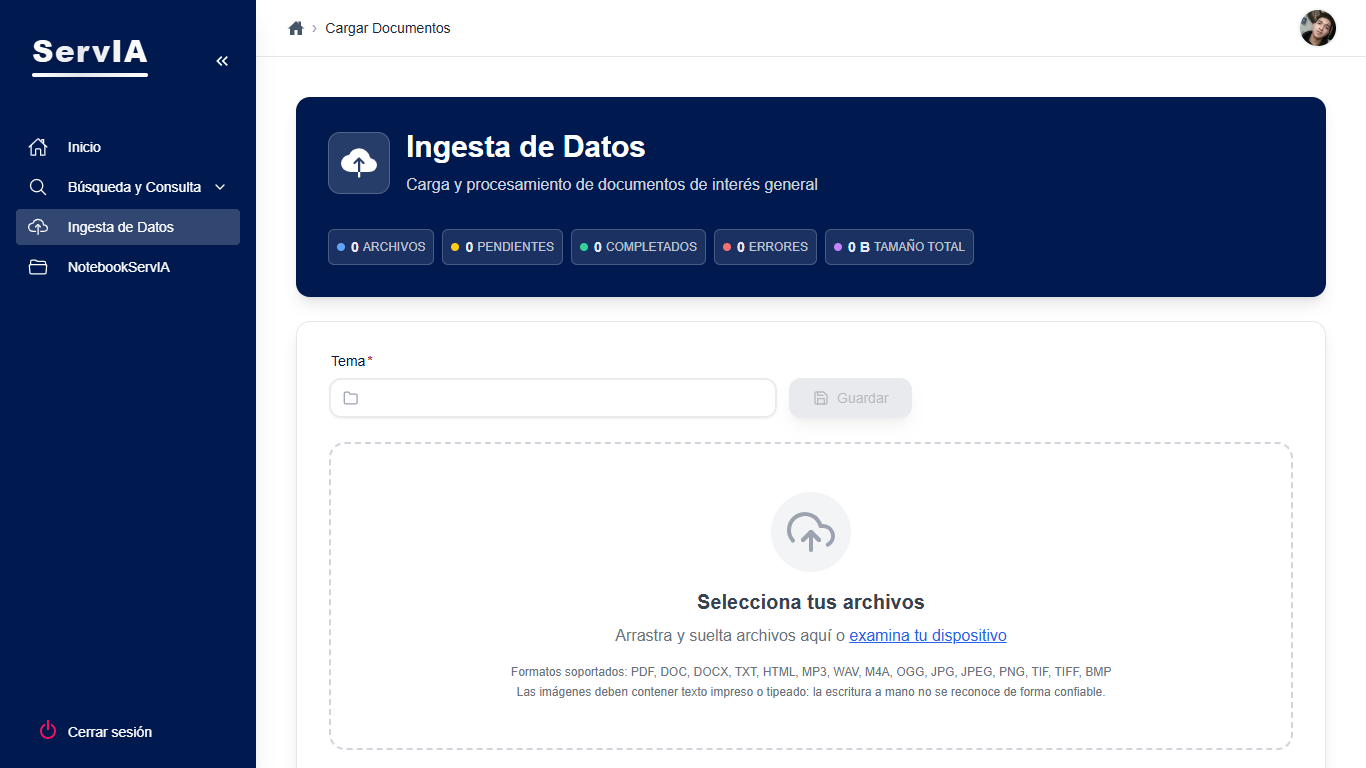 ServIA
Inicio
Búsqueda y Consulta
Ingesta de Datos
NotebookServIA
Cerrar sesión
Cargar Documentos
Ingesta de Datos
Carga y procesamiento de documentos de interés general
0 ARCHIVOS
0 PENDIENTES
0 COMPLETADOS
0 ERRORES
0 B TAMAÑO TOTAL
Tema*
Guardar
Selecciona tus archivos
Arrastra y suelta archivos aquí o examina tu dispositivo
Formatos soportados: PDF, DOC, DOCX, TXT, HTML, MP3, WAV, M4A, OGG, JPG, JPEG, PNG, TIF, TIFF, BMP
Las imágenes deben contener texto impreso o tipeado: la escritura a mano no se reconoce de forma confiable.